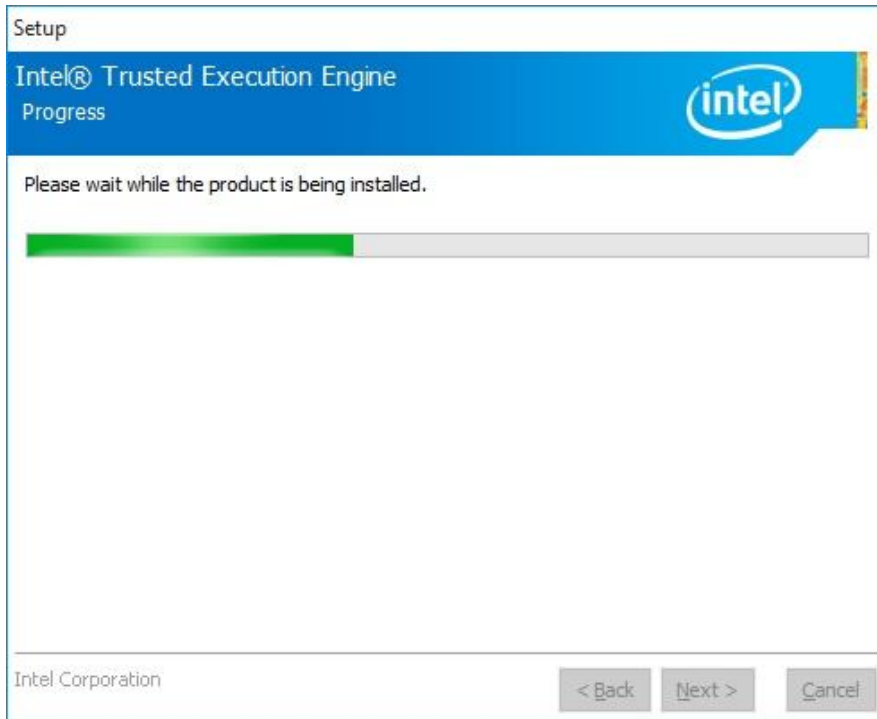 Setup
Intel® Trusted Execution Engine
Progress
intel
Please wait while the product is being installed.
Intel Corporation
< Back
Next >
Cancel